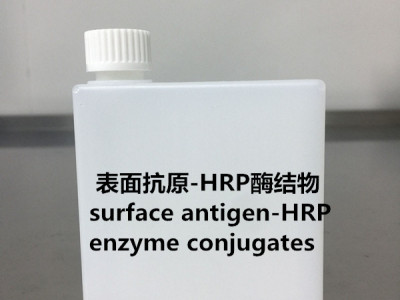 表面抗原-HRP酶结物
surface antigen-HRP
enzyme conjugates